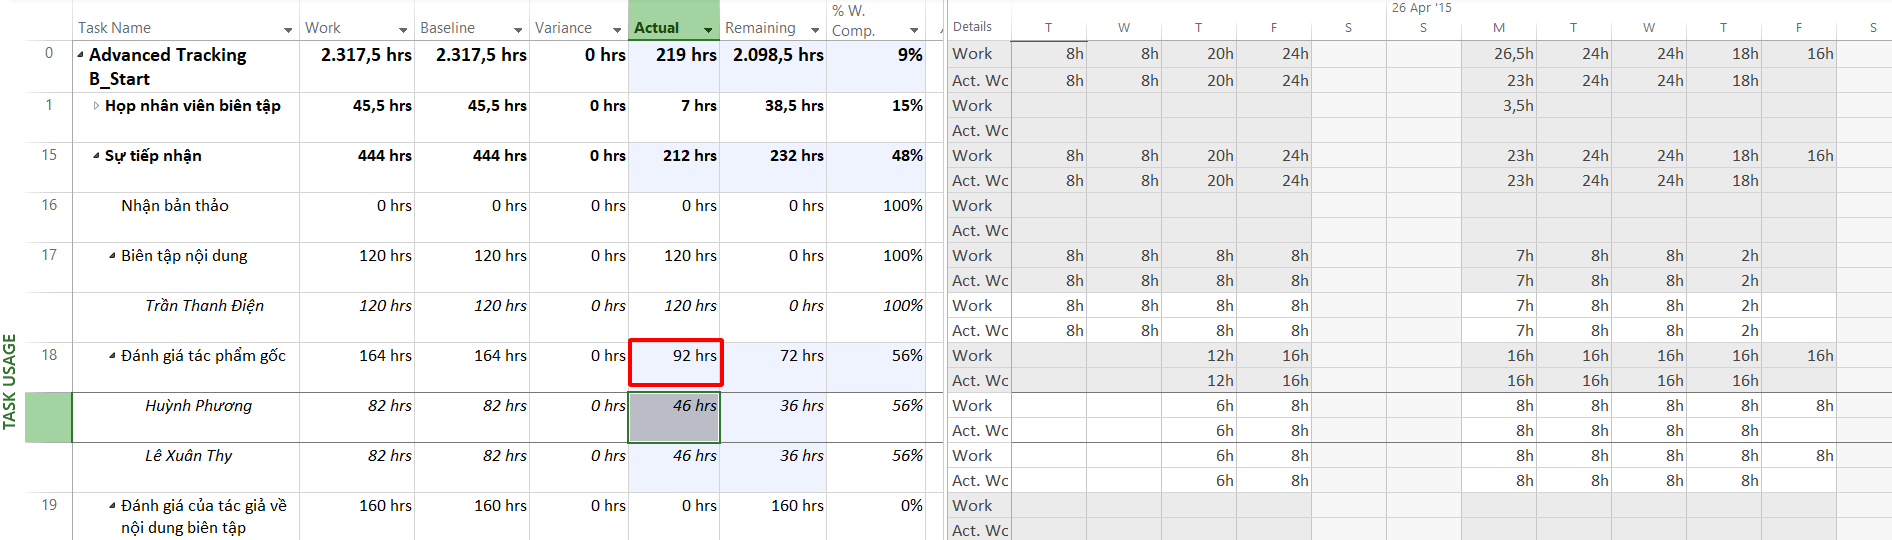 26 Apr '15
Task Name Work Baseline Variance Actual Remaining % W. Comp. Details T W T F S S M T W T F S
0 Advanced Tracking B_Start 2.317,5 hrs 2.317,5 hrs 0 hrs 219 hrs 2.098,5 hrs 9% Work 8h 8h 20h 24h 26,5h 24h 24h 18h 16h
Act. Wc 8h 8h 20h 24h 23h 24h 24h 18h
1 Họp nhân viên biên tập 45,5 hrs 45,5 hrs 0 hrs 7 hrs 38,5 hrs 15% Work 3,5h
Act. Wc
15 Sự tiếp nhận 444 hrs 444 hrs 0 hrs 212 hrs 232 hrs 48% Work 8h 8h 20h 24h 23h 24h 24h 18h 16h
Act. Wc 8h 8h 20h 24h 23h 24h 24h 18h
16 Nhận bản thảo 0 hrs 0 hrs 0 hrs 0 hrs 0 hrs 100% Work
Act. Wc
17 Biên tập nội dung 120 hrs 120 hrs 0 hrs 120 hrs 0 hrs 100% Work 8h 8h 8h 8h 7h 8h 8h 2h
Act. Wc 8h 8h 8h 8h 7h 8h 8h 2h
Trần Thanh Điện 120 hrs 120 hrs 0 hrs 120 hrs 0 hrs 100% Work 8h 8h 8h 8h 7h 8h 8h 2h
Act. Wc 8h 8h 8h 8h 7h 8h 8h 2h
18 Đánh giá tác phẩm gốc 164 hrs 164 hrs 0 hrs 92 hrs 72 hrs 56% Work 12h 16h 16h 16h 16h 16h 16h
Act. Wc 12h 16h 16h 16h 16h 16h
Huỳnh Phương 82 hrs 82 hrs 0 hrs 46 hrs 36 hrs 56% Work 6h 8h 8h 8h 8h 8h 8h
Act. Wc 6h 8h 8h 8h 8h 8h
Lê Xuân Thy 82 hrs 82 hrs 0 hrs 46 hrs 36 hrs 56% Work 6h 8h 8h 8h 8h 8h 8h
Act. Wc 6h 8h 8h 8h 8h 8h
19 Đánh giá của tác giả về nội dung biên tập 160 hrs 160 hrs 0 hrs 0 hrs 160 hrs 0% Work
Act. Wc
TASK USAGE